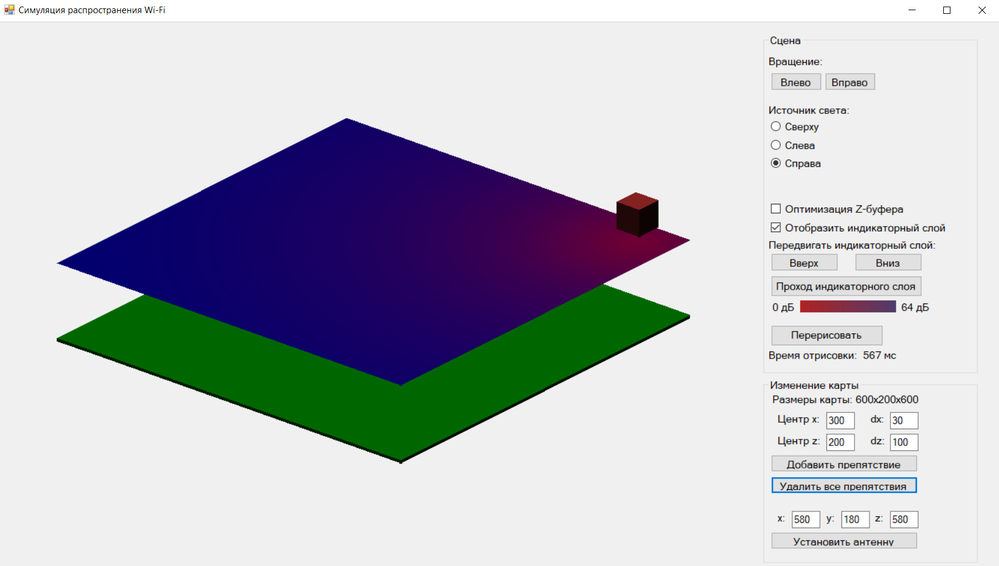 Симуляция распространения Wi-Fi
Сцена
Вращение:
Влево Вправо
Источник света:
Сверху
Слева
Справа
Оптимизация Z-буфера
Отобразить индикаторный слой
Передвигать индикаторный слой:
Вверх Вниз
Проход индикаторного слоя
0 дБ 64 дБ
Перерисовать
Время отрисовки: 567 мс
Изменение карты
Размеры карты: 600x200x600
Центр x: 300 dx: 30
Центр z: 200 dz: 100
Добавить препятствие
Удалить все препятствия
x: 580 y: 180 z: 580
Установить антенну